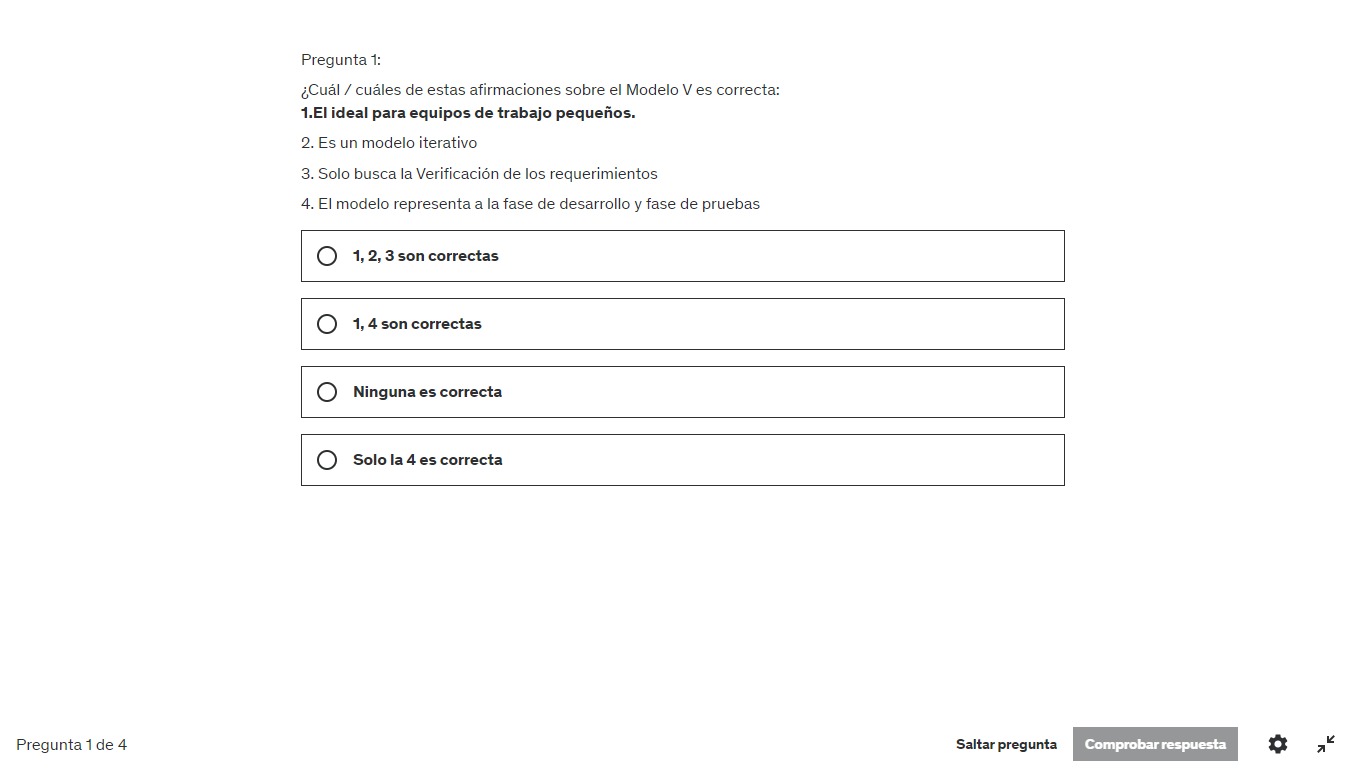 Pregunta 1:
¿Cuál / cuáles de estas afirmaciones sobre el Modelo V es correcta:
1.El ideal para equipos de trabajo pequeños.
2. Es un modelo iterativo
3. Solo busca la Verificación de los requerimientos
4. El modelo representa a la fase de desarrollo y fase de pruebas
1, 2, 3 son correctas
1, 4 son correctas
Ninguna es correcta
Solo la 4 es correcta
Pregunta 1 de 4
Saltar pregunta
Comprobar respuesta